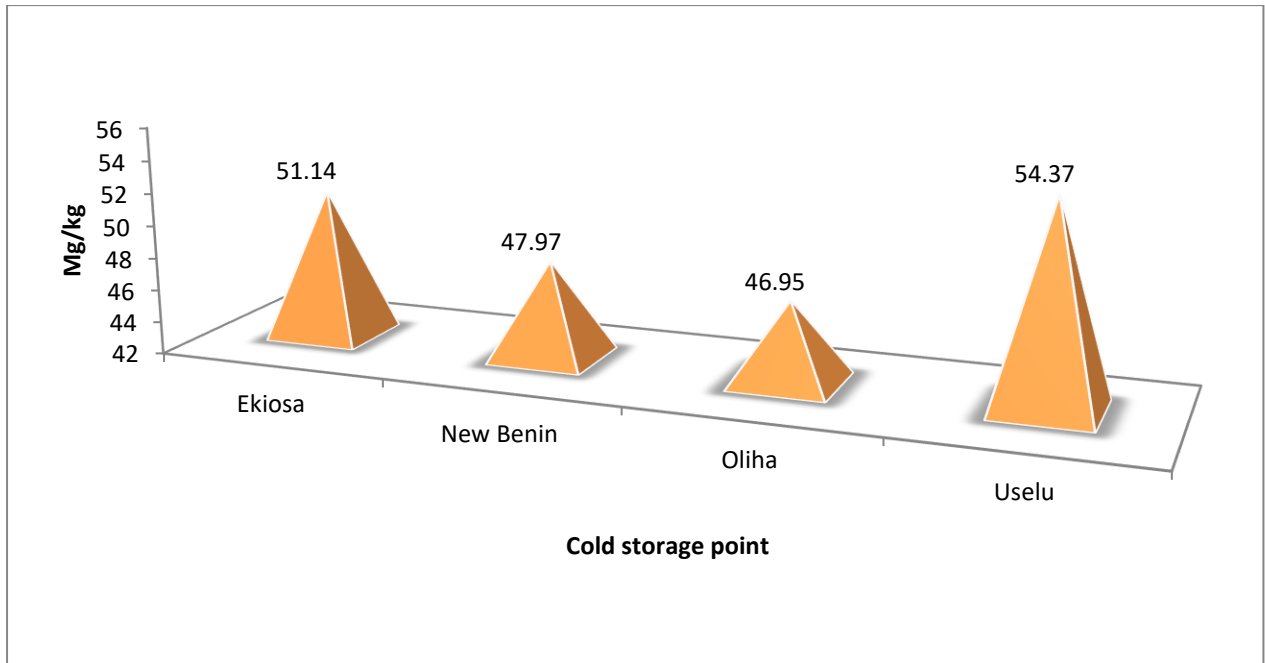 56
54
52
50
48
46
44
42
Mg/kg
51.14
47.97
46.95
54.37
Ekiosa
New Benin
Oliha
Uselu
Cold storage point